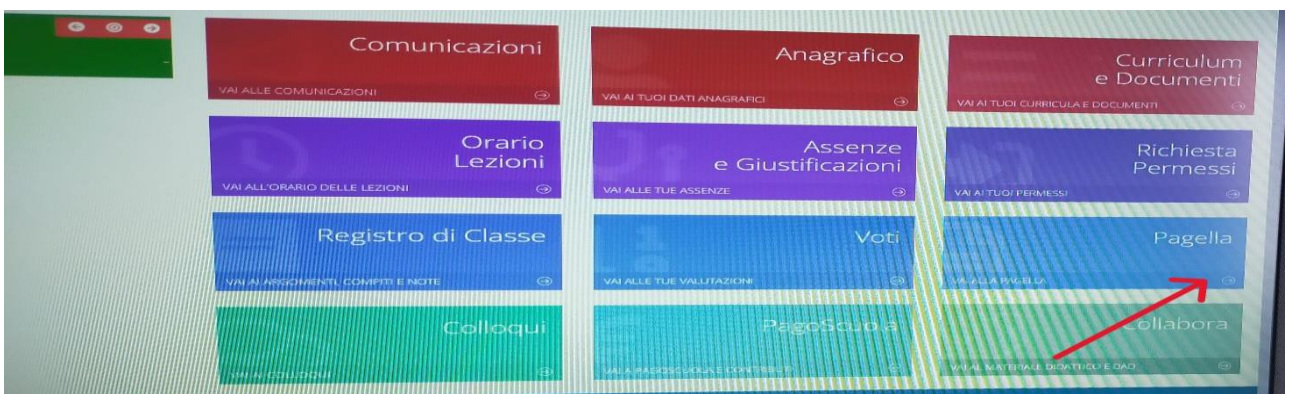 Comunicazioni
VAI ALLE COMUNICAZIONI
Anagrafico
VAI AI TUOI DATI ANAGRAFICI
Curriculum
e Documenti
VAI AI TUOI CURRICULA E DOCUMENTI
Orario
Lezioni
VAI ALL'ORARIO DELLE LEZIONI
Assenze
e Giustificazioni
VAI ALLE TUE ASSENZE
Richiesta
Permessi
VAI AI TUOI PERMESSI
Registro di Classe
VAI AI ARGOMENTI, COMPITI E NOTE
Voti
VAI ALLE TUE VALUTAZIONI
Pagella
VAI ALLA PAGELLA
Colloqui
VAI AI COLLOQUI
PagoScuola
VAI A PAGOSCUOLA E CONTRIBUTI
Collabora
VAI AL MATERIALE DIDATTICO E DAD